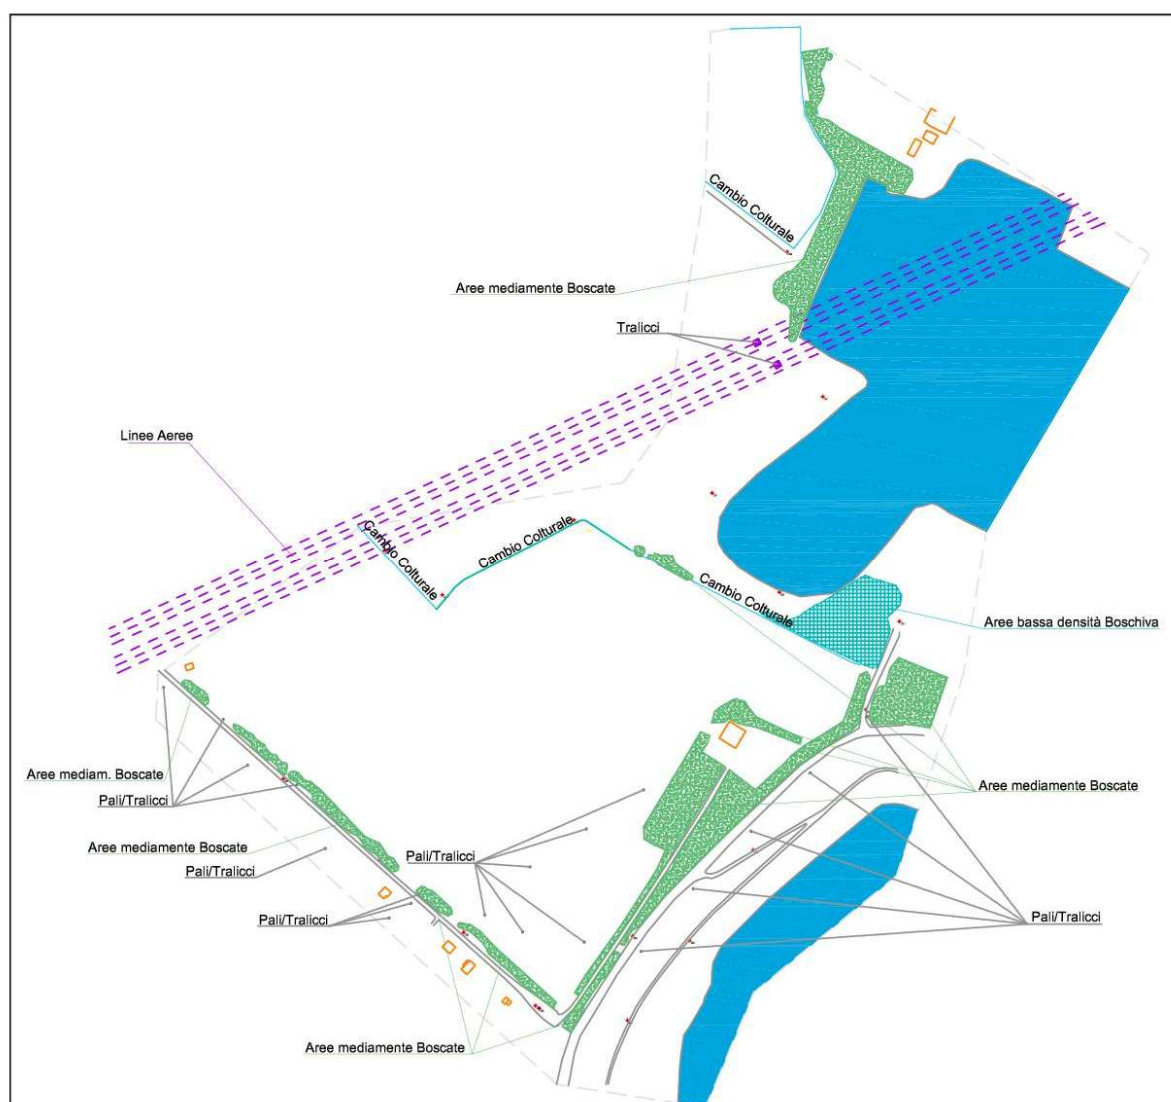 Cambio Colturale
Aree mediamente Boscate
Tralicci
Linee Aeree
Cambio Colturale
Cambio Colturale
Cambio Colturale
Aree bassa densità Boschiva
Aree mediam. Boscate
Pali/Tralicci
Aree mediamente Boscate
Aree mediamente Boscate
Pali/Tralicci
Pali/Tralicci
Pali/Tralicci
Pali/Tralicci
Aree mediamente Boscate